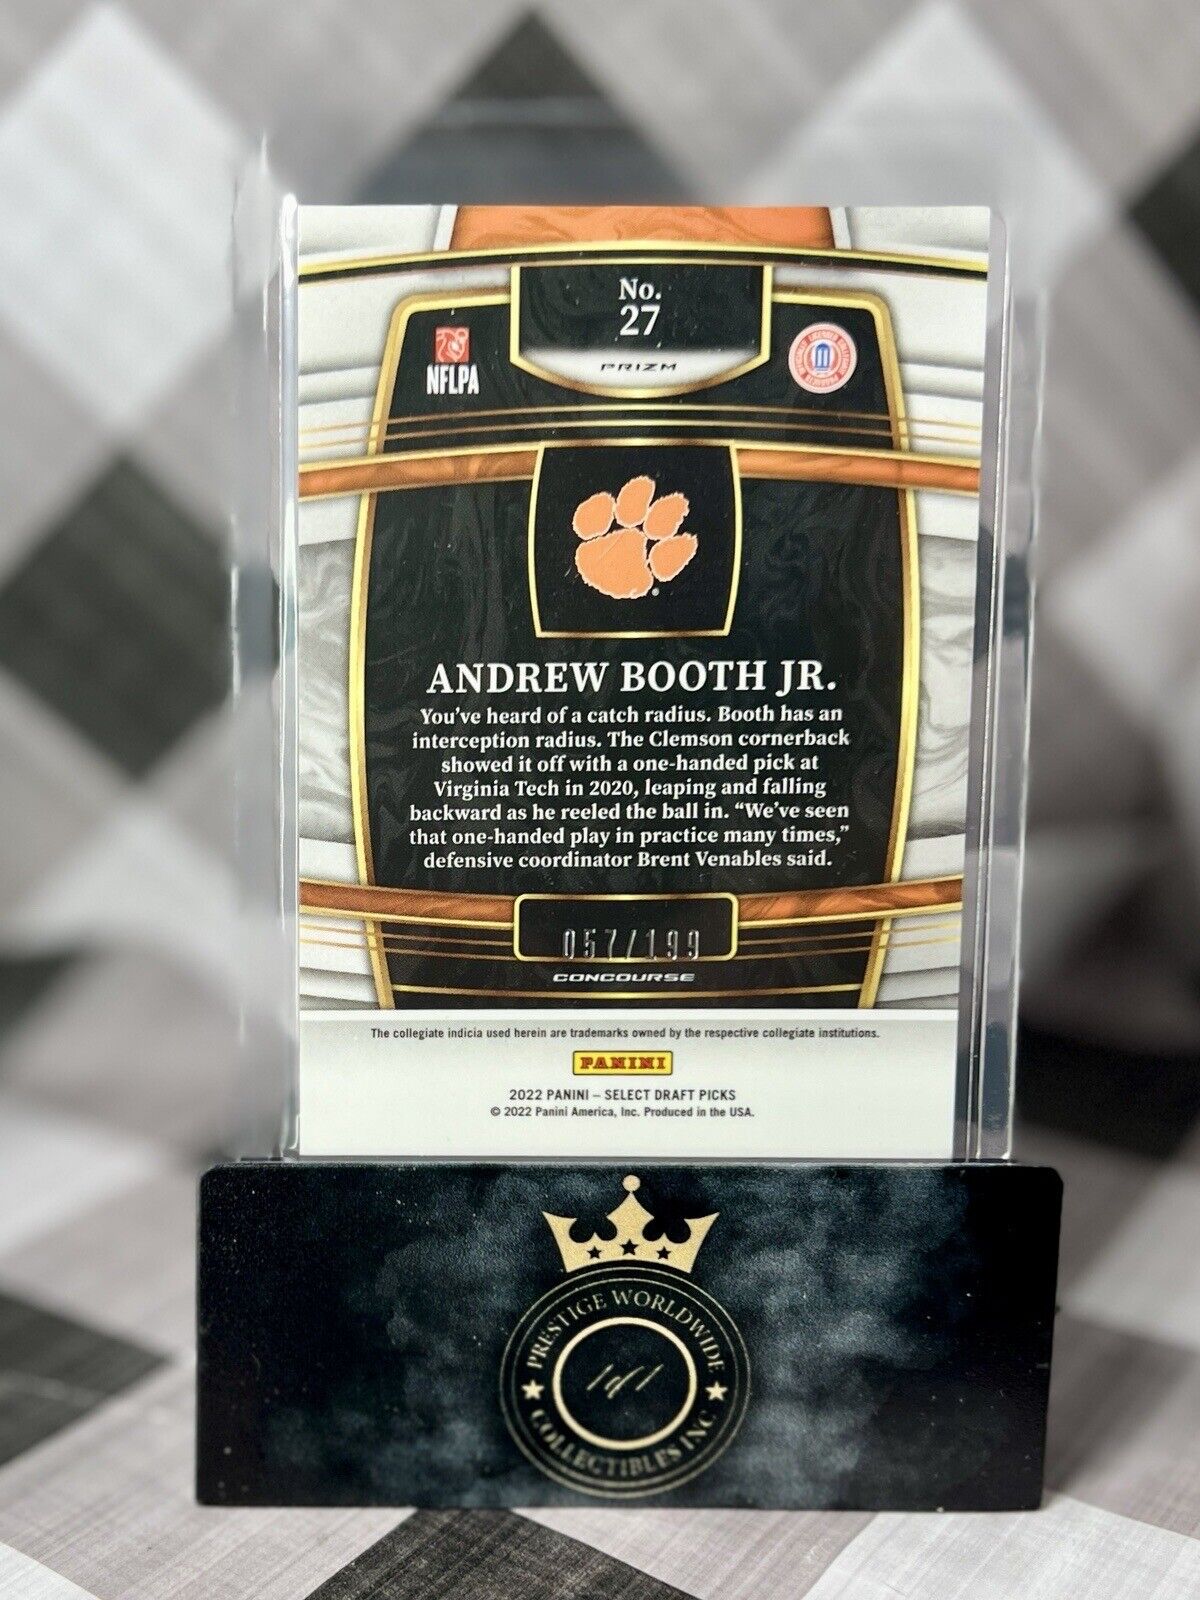 No.
27
PRIZM
NFLPA
ANDREW BOOTH JR.
You've heard of a catch radius. Booth has an
interception radius. The Clemson cornerback
showed it off with a one-handed pick at
Virginia Tech in 2020, leaping and falling
backward as he reeled the ball in. “We've seen
that one-handed play in practice many times,”
defensive coordinator Brent Venables said.
057/199
CONCOURSE
The collegiate indicia used herein are trademarks owned by the respective collegiate institutions.
PANINI
2022 PANINI – SELECT DRAFT PICKS
© 2022 Panini America, Inc. Produced in the USA.
PRESTIGE WORLDWIDE
1of1
COLLECTIBLES INC.